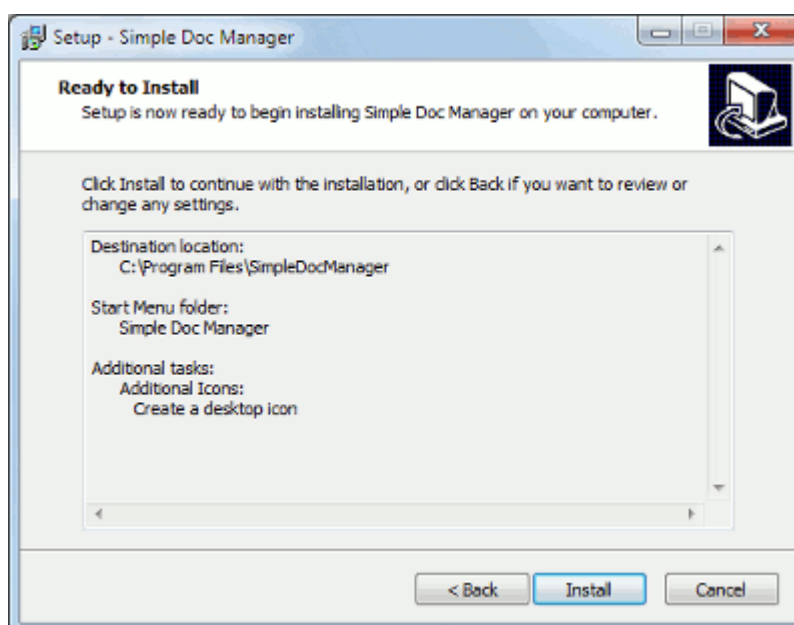 Setup - Simple Doc Manager
Ready to Install
Setup is now ready to begin installing Simple Doc Manager on your computer.
Click Install to continue with the installation, or click Back if you want to review or
change any settings.
Destination location:
C:\Program Files\SimpleDocManager
Start Menu folder:
Simple Doc Manager
Additional tasks:
Additional Icons:
Create a desktop icon
< Back
Install
Cancel